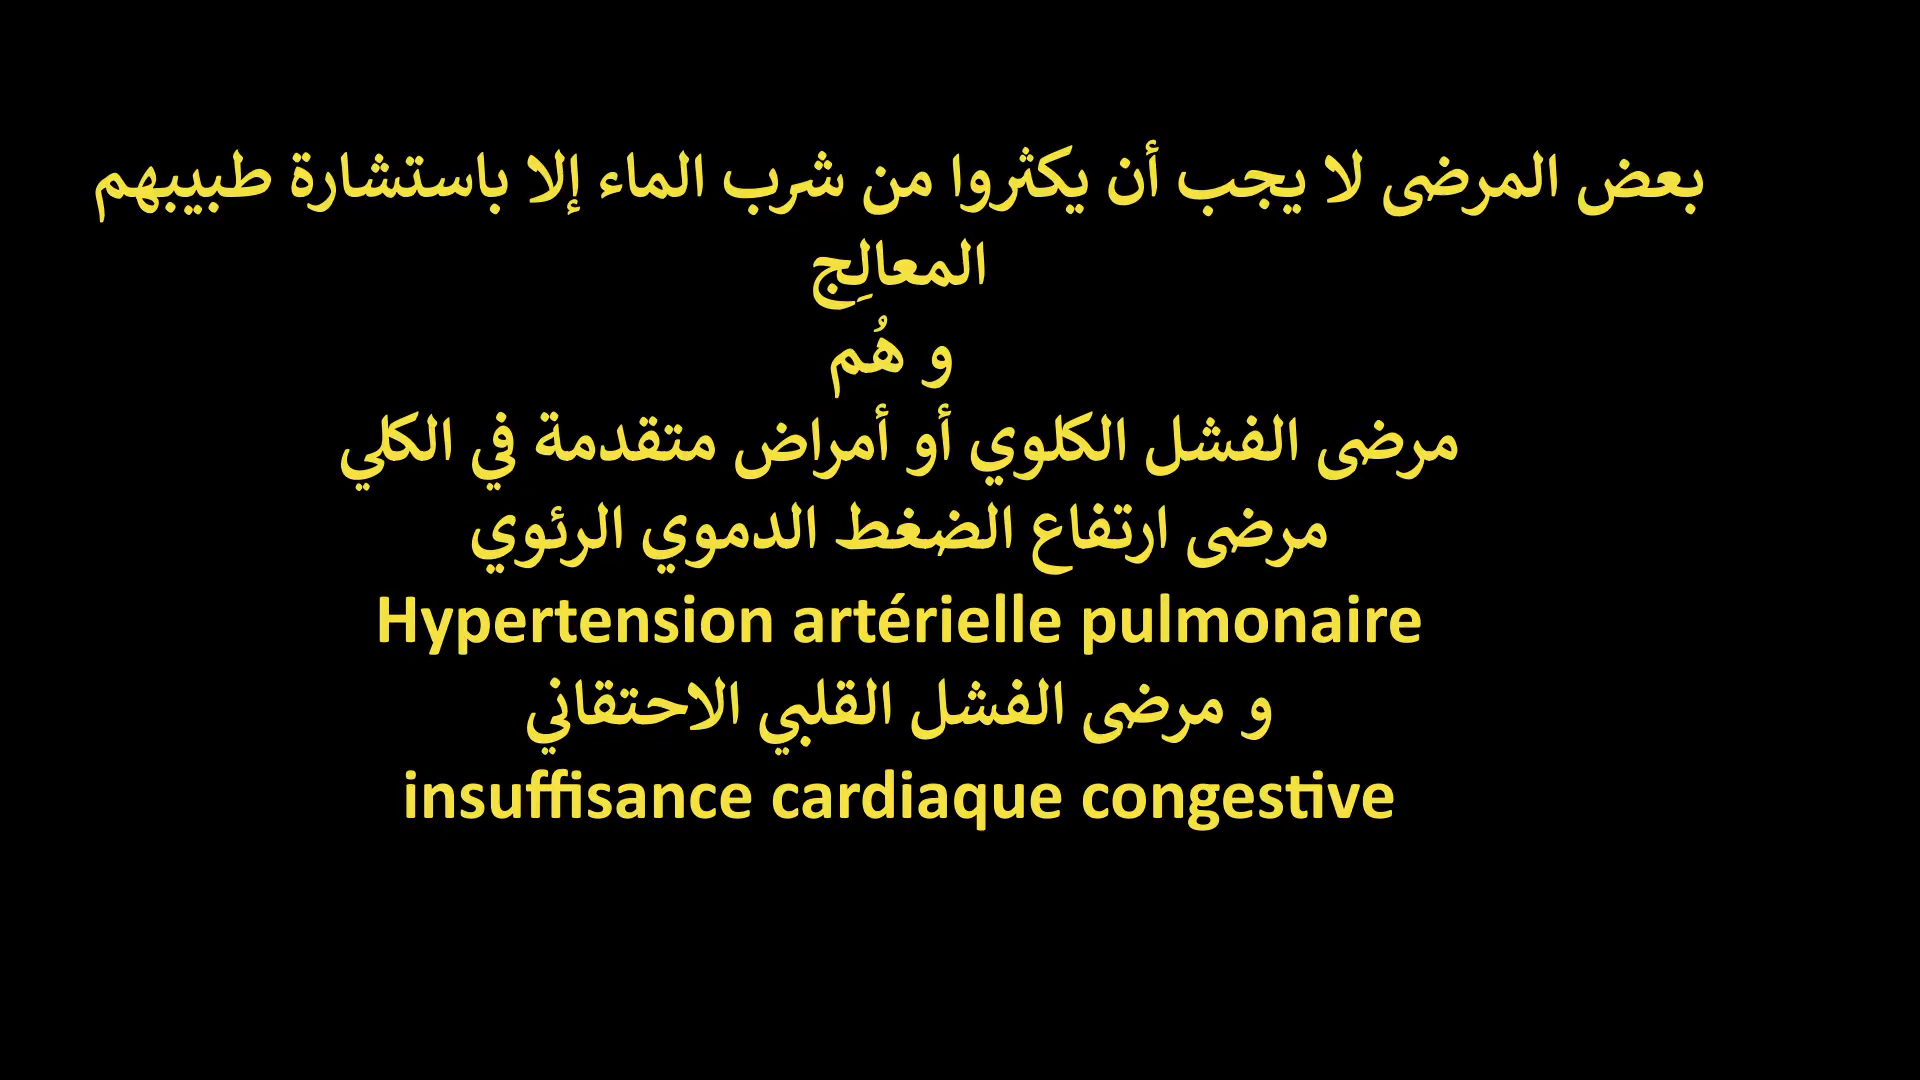 بعض المرضى لا يجب أن يكثروا من شرب الماء إلا باستشارة طبيبهم
المعالِج
و هُم
مرضى الفشل الكلوي أو أمراض متقدمة في الكلي
مرضى ارتفاع الضغط الدموي الرئوي
Hypertension artérielle pulmonaire
و مرضى الفشل القلبي الاحتقاني
insuffisance cardiaque congestive